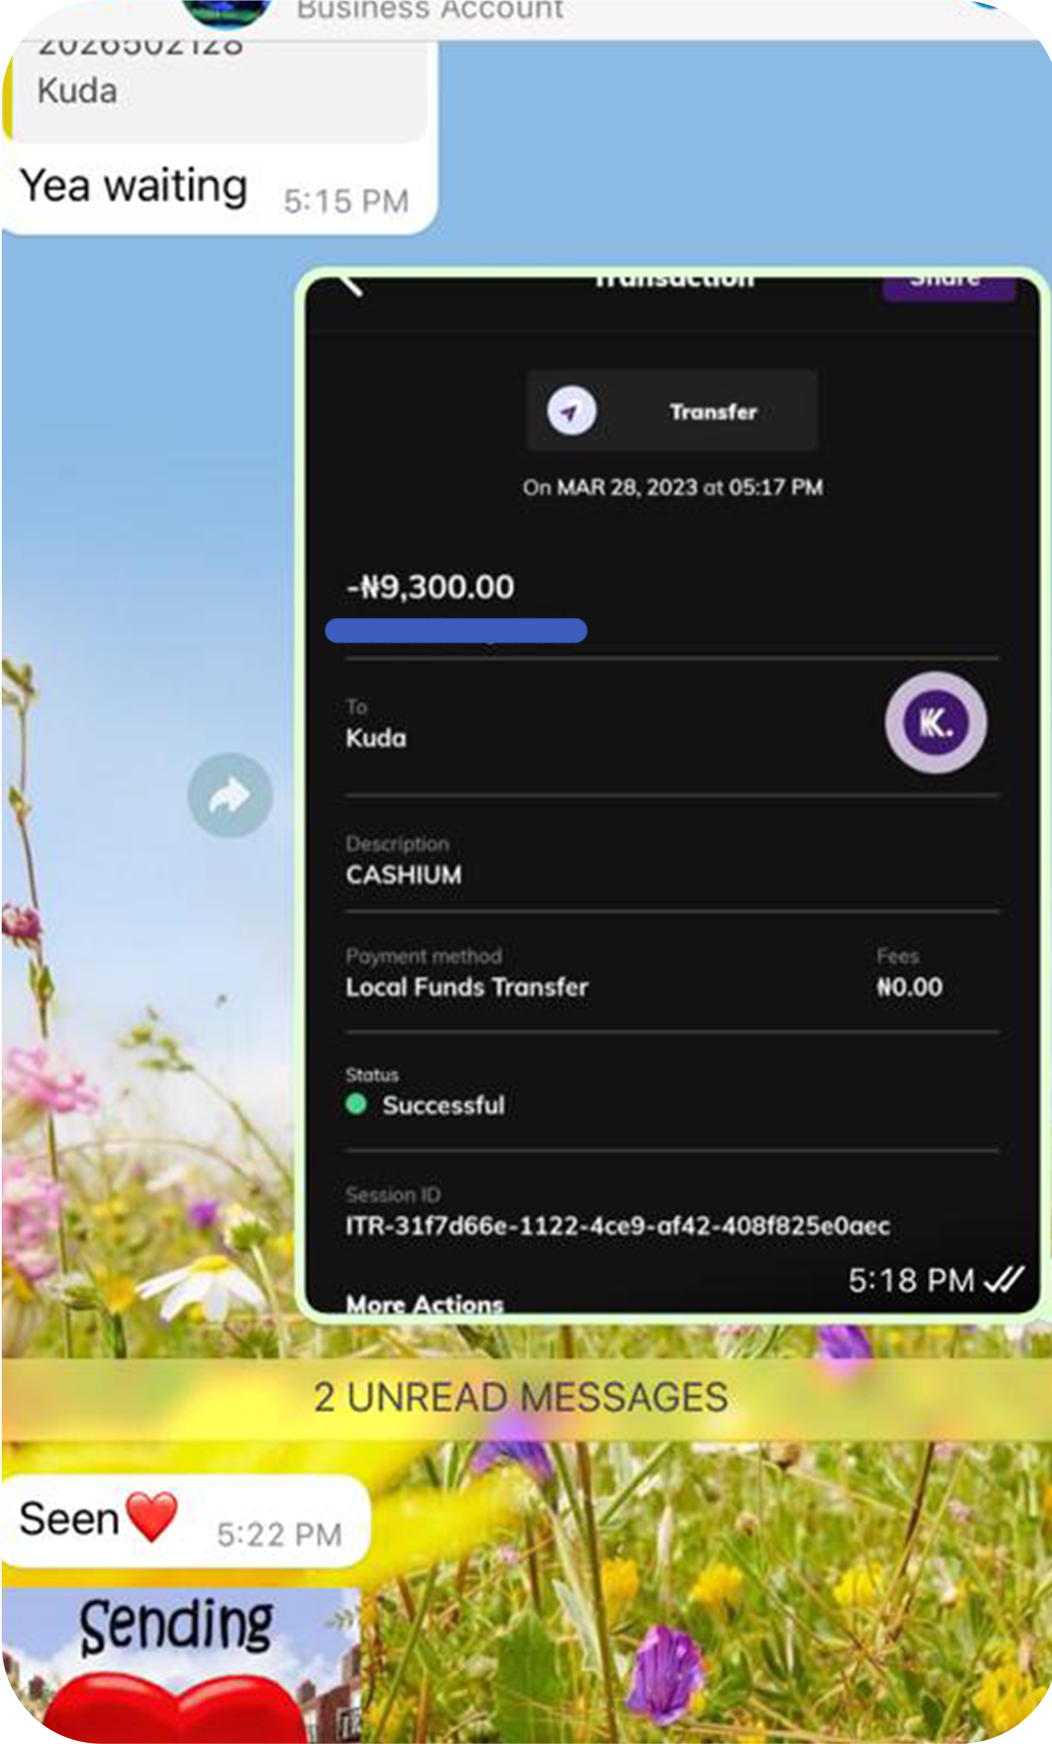 Business Account
2026502128
Kuda
Yea waiting
5:15 PM
Transaction
Share
Transfer
On MAR 28, 2023 at 05:17 PM
-₦9,300.00
To
Kuda
K.
Description
CASHIUM
Payment method
Fees
Local Funds Transfer
₦0.00
Status
Successful
Session ID
ITR-31f7d66e-1122-4ce9-af42-408f825e0aec
5:18 PM
More Actions
2 UNREAD MESSAGES
Seen❤️
5:22 PM
Sending